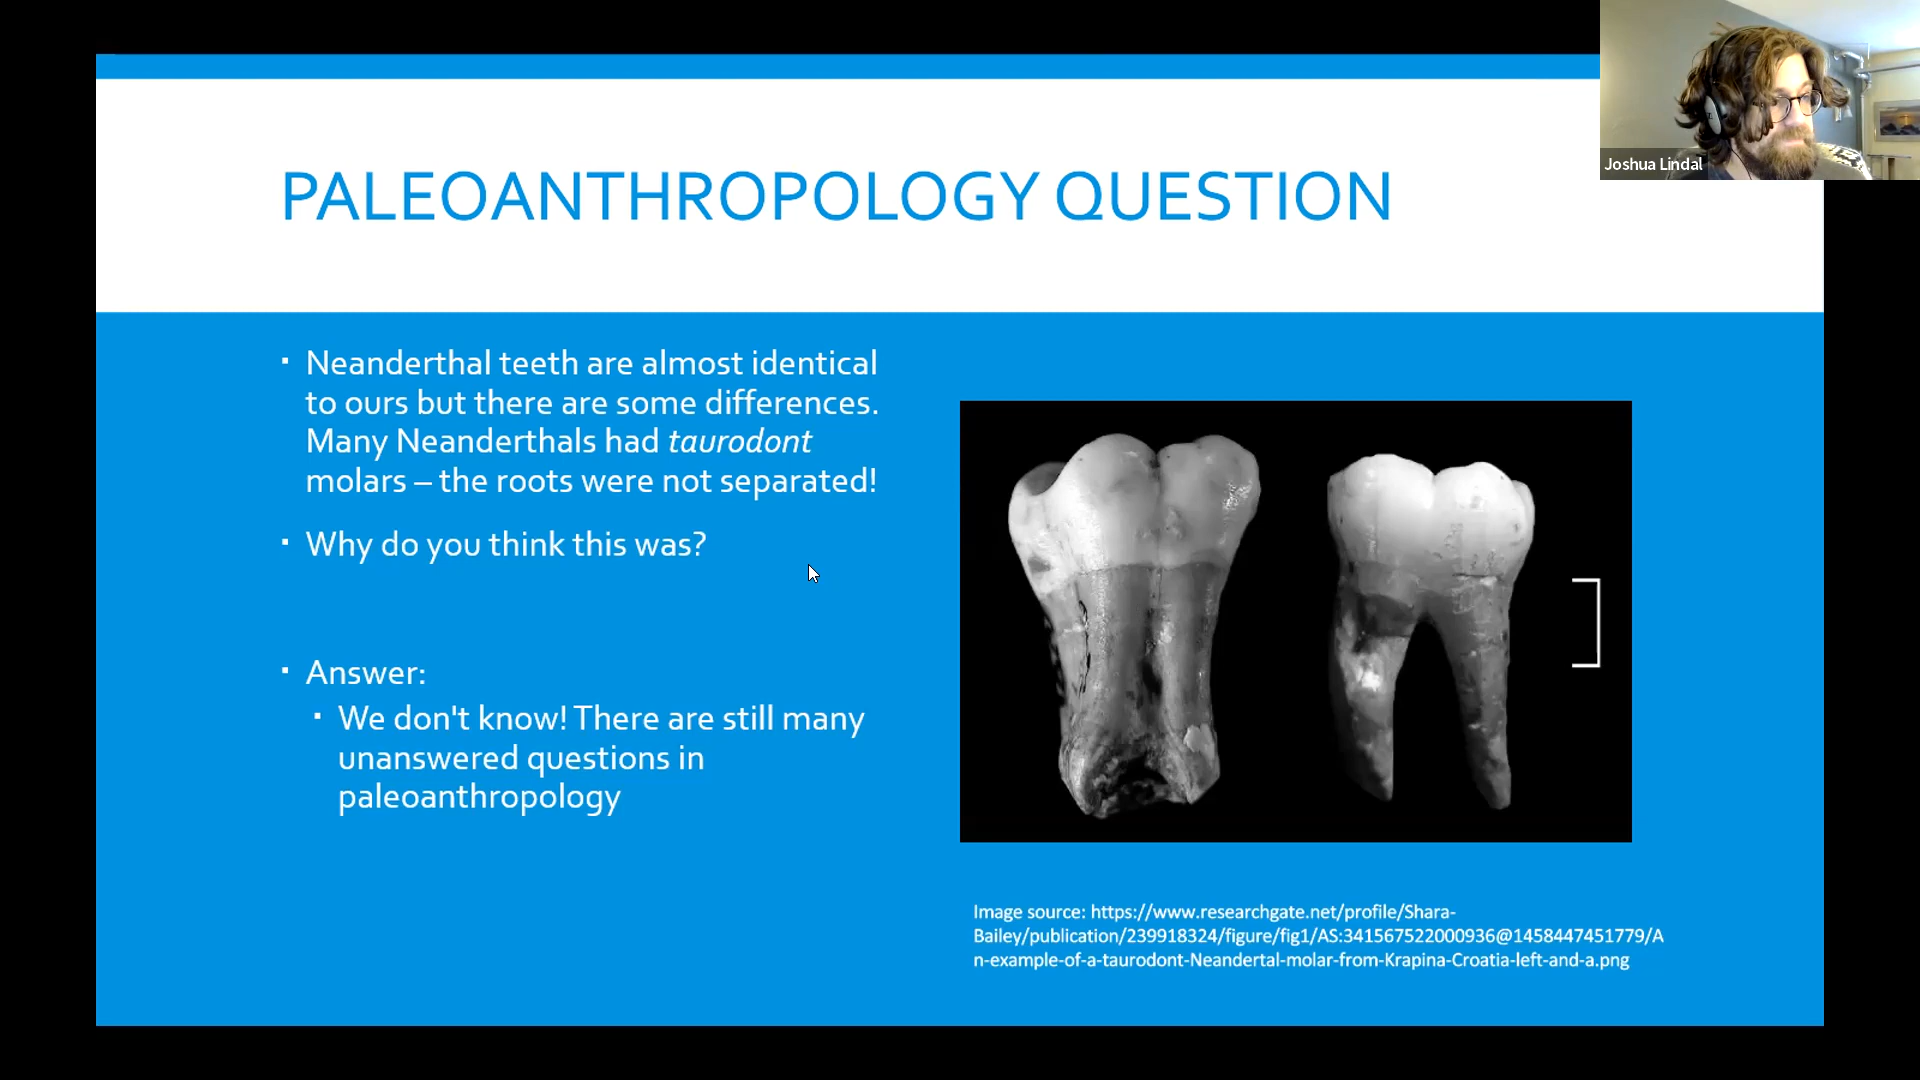 Joshua Lindal
PALEOANTHROPOLOGY QUESTION
▪ Neanderthal teeth are almost identical
to ours but there are some differences.
Many Neanderthals had taurodont
molars – the roots were not separated!
▪ Why do you think this was?
▪ Answer:
▪ We don't know! There are still many
unanswered questions in
paleoanthropology
Image source: https://www.researchgate.net/profile/Shara-
Bailey/publication/239918324/figure/fig1/AS:341567522000936@1458447451779/A
n-example-of-a-taurodont-Neandertal-molar-from-Krapina-Croatia-left-and-a.png